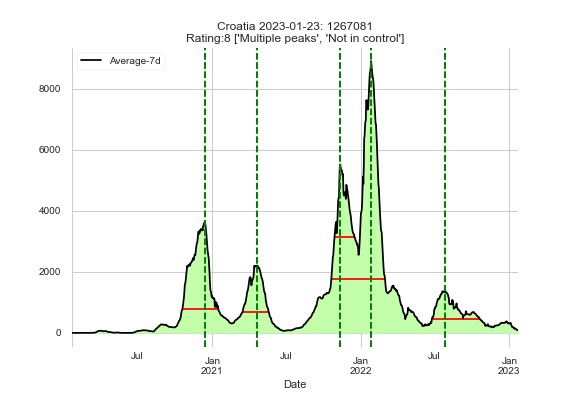 Croatia 2023-01-23: 1267081
Rating:8 ['Multiple peaks', 'Not in control']
Average-7d
8000
6000
4000
2000
0
Jul
Jan
2021
Jul
Jan
2022
Jul
Jan
2023
Date